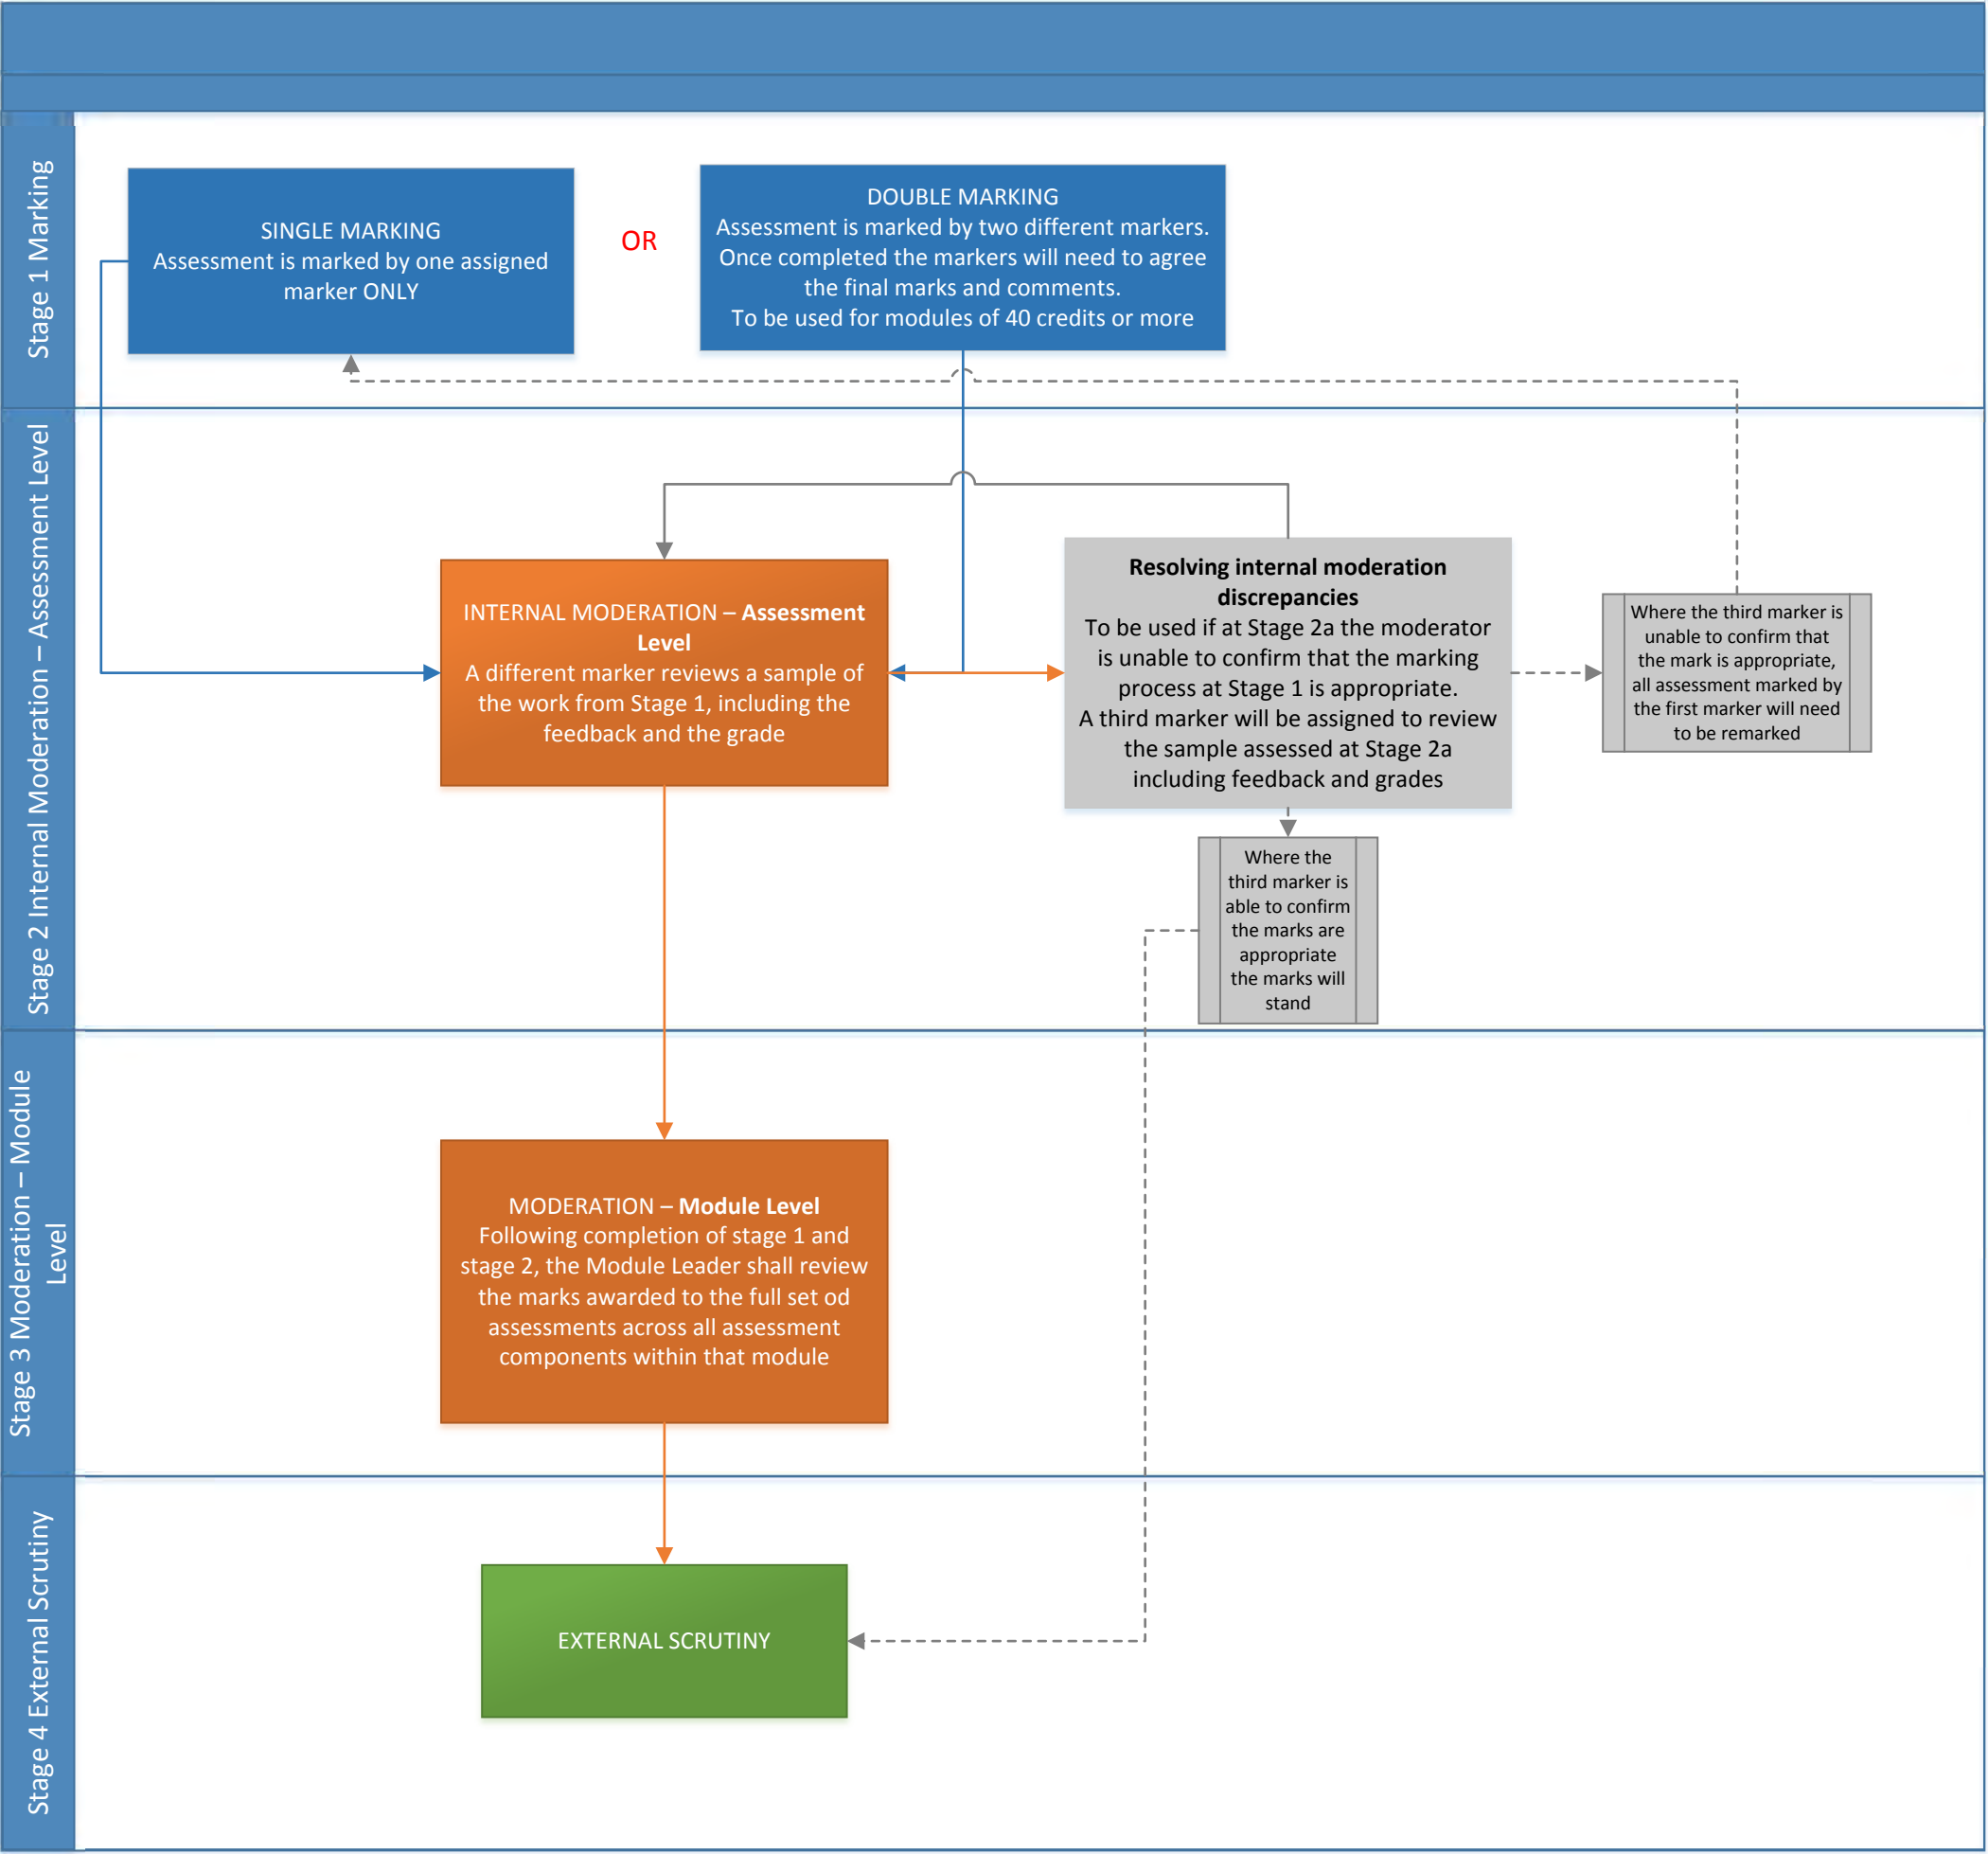 Stage 1 Marking
SINGLE MARKING
Assessment is marked by one assigned
marker ONLY
OR
DOUBLE MARKING
Assessment is marked by two different markers.
Once completed the markers will need to agree
the final marks and comments.
To be used for modules of 40 credits or more
Stage 2 Internal Moderation – Assessment Level
INTERNAL MODERATION – Assessment
Level
A different marker reviews a sample of
the work from Stage 1, including the
feedback and the grade
Resolving internal moderation
discrepancies
To be used if at Stage 2a the moderator
is unable to confirm that the marking
process at Stage 1 is appropriate.
A third marker will be assigned to review
the sample assessed at Stage 2a
including feedback and grades
Where the third marker is
unable to confirm that
the mark is appropriate,
all assessment marked by
the first marker will need
to be remarked
Where the
third marker is
able to confirm
the marks are
appropriate
the marks will
stand
Stage 3 Moderation – Module
Level
MODERATION – Module Level
Following completion of stage 1 and
stage 2, the Module Leader shall review
the marks awarded to the full set od
assessments across all assessment
components within that module
Stage 4 External Scrutiny
EXTERNAL SCRUTINY